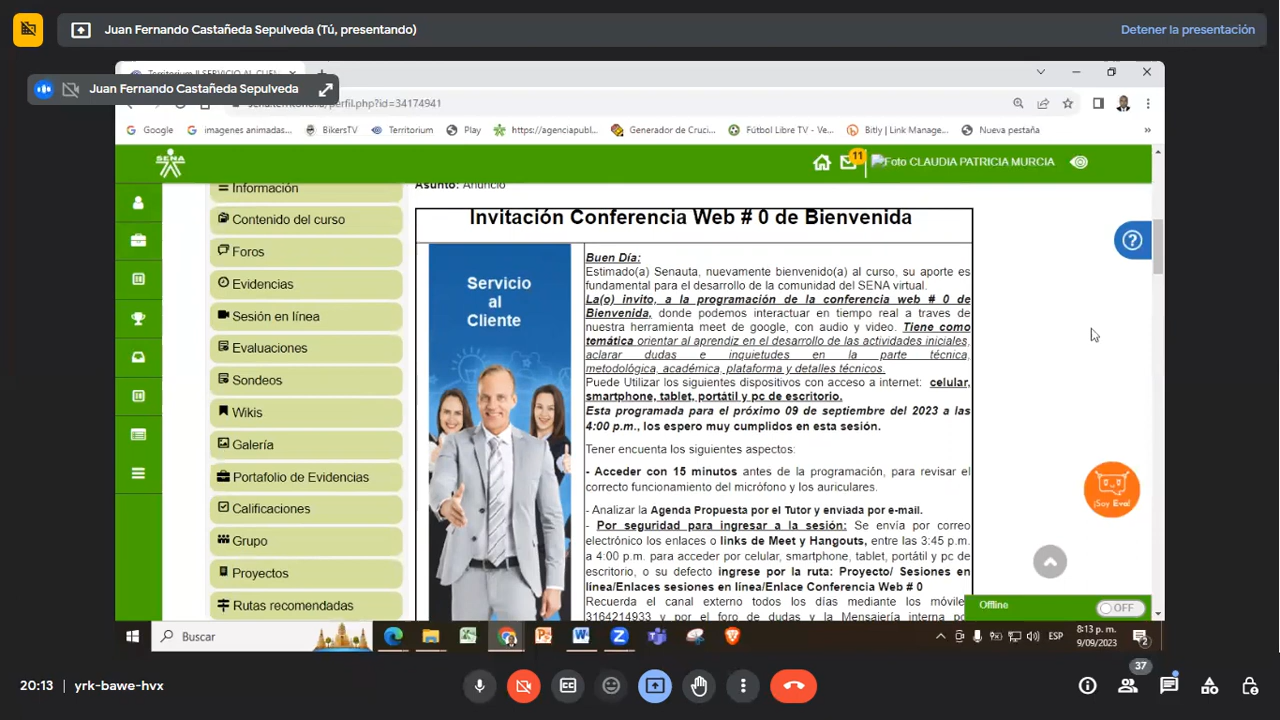 Juan Fernando Castañeda Sepulveda (Tú, presentando)
Detener la presentación
Juan Fernando Castañeda Sepulveda
/perfil.php?id=34174941
Google
imagenes animadas...
BikersTV
Territorium
Play
https://agenciapubl...
Generador de Cruci...
Fútbol Libre TV - Ve...
Bitly | Link Manage...
Nueva pestaña
»
SENA
11
Foto CLAUDIA PATRICIA MURCIA
Información
Contenido del curso
Foros
Evidencias
Sesión en línea
Evaluaciones
Sondeos
Wikis
Galería
Portafolio de Evidencias
Calificaciones
Grupo
Proyectos
Rutas recomendadas
Asunto: Anuncio
Invitación Conferencia Web # 0 de Bienvenida
Servicio
al
Cliente
Buen Día:
Estimado(a) Senauta, nuevamente bienvenido(a) al curso, su aporte es
fundamental para el desarrollo de la comunidad del SENA virtual.
La(o) invito, a la programación de la conferencia web # 0 de
Bienvenida, donde podemos interactuar en tiempo real a traves de
nuestra herramienta meet de google, con audio y video. Tiene como
temática orientar al aprendiz en el desarrollo de las actividades iniciales,
aclarar dudas e inquietudes en la parte técnica,
metodológica, académica, plataforma y detalles técnicos.
Puede Utilizar los siguientes dispositivos con acceso a internet: celular,
smartphone, tablet, portátil y pc de escritorio.
Esta programada para el próximo 09 de septiembre del 2023 a las
4:00 p.m., los espero muy cumplidos en esta sesión.
Tener encuenta los siguientes aspectos:
- Acceder con 15 minutos antes de la programación, para revisar el
correcto funcionamiento del micrófono y los auriculares.
- Analizar la Agenda Propuesta por el Tutor y enviada por e-mail.
- Por seguridad para ingresar a la sesión: Se envía por correo
electrónico los enlaces o links de Meet y Hangouts, entre las 3:45 p.m.
a 4:00 p.m. para acceder por celular, smartphone, tablet, portátil y pc de
escritorio, o su defecto ingrese por la ruta: Proyecto/ Sesiones en
línea/Enlaces sesiones en línea/Enlace Conferencia Web # 0
Recuerda el canal externo todos los días mediante los móvile
3164214933 y por el foro de dudas y la Mensajería interna po
¡Soy Eva!
Offline
OFF
Buscar
ESP
8:13 p. m.
9/09/2023
2
20:13 | yrk-bawe-hvx
37